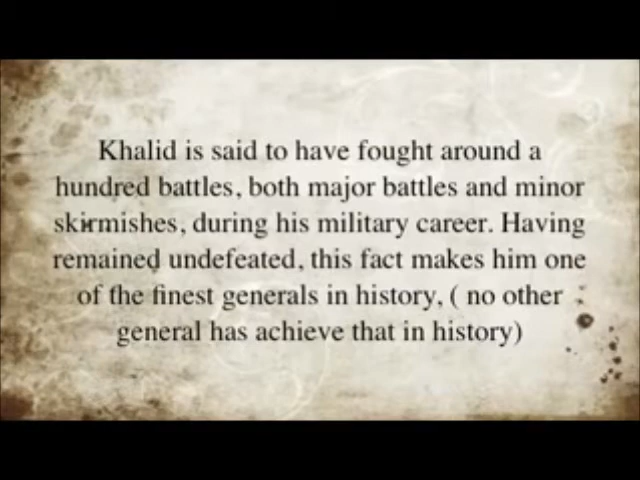 Khalid is said to have fought around a
hundred battles, both major battles and minor
skirmishes, during his military career. Having
remained undefeated, this fact makes him one
of the finest generals in history, ( no other
general has achieve that in history)